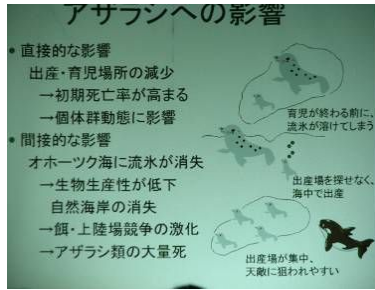 アザラシへの影響
• 直接的な影響
出産・育児場所の減少
→初期死亡率が高まる
→個体群動態に影響
• 間接的な影響
オホーツク海に流氷が消失
→生物生産性が低下
自然海岸の消失
→餌・上陸場競争の激化
→アザラシ類の大量死
育児が終わる前に、
流氷が溶けてしまう
出産場を探せなく、
海中で出産
出産場が集中、
天敵に狙われやすい